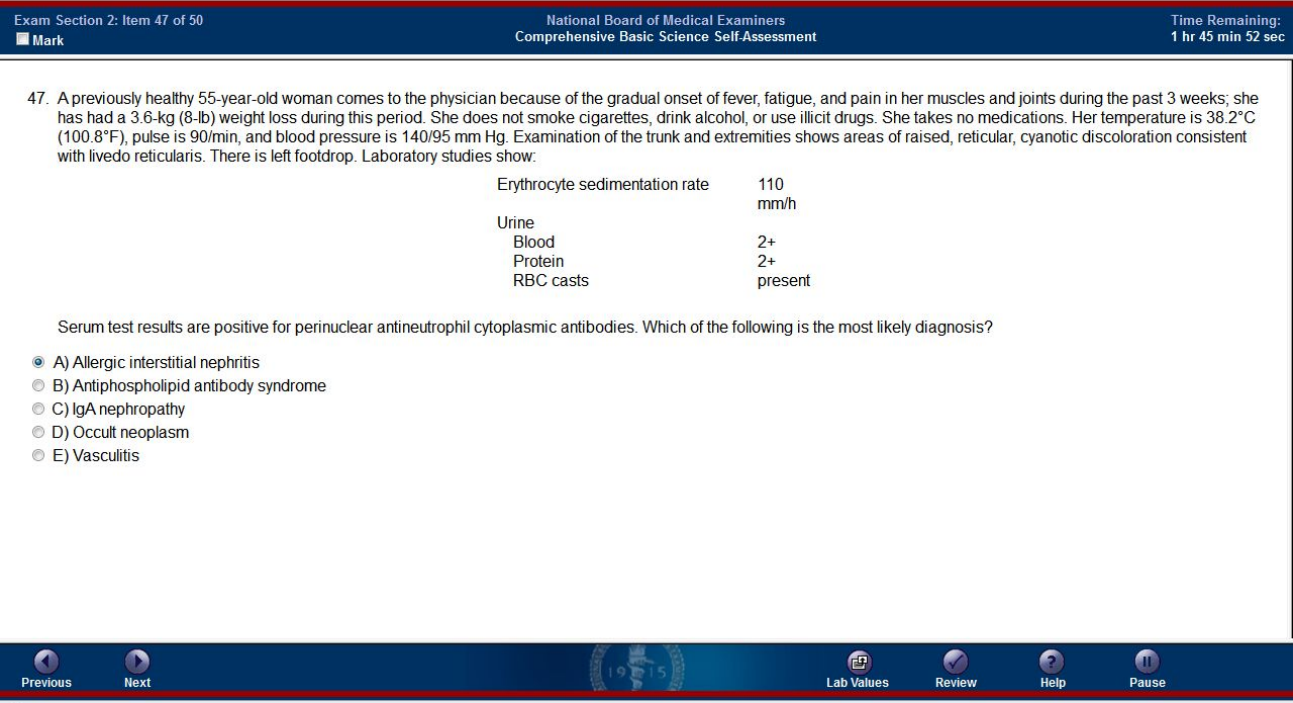 Exam Section 2: Item 47 of 50
National Board of Medical Examiners
Time Remaining:
Mark
Comprehensive Basic Science Self-Assessment
1 hr 45 min 52 sec
47. A previously healthy 55-year-old woman comes to the physician because of the gradual onset of fever, fatigue, and pain in her muscles and joints during the past 3 weeks; she
has had a 3.6-kg (8-lb) weight loss during this period. She does not smoke cigarettes, drink alcohol, or use illicit drugs. She takes no medications. Her temperature is 38.2°C
(100.8°F), pulse is 90/min, and blood pressure is 140/95 mm Hg. Examination of the trunk and extremities shows areas of raised, reticular, cyanotic discoloration consistent
with livedo reticularis. There is left footdrop. Laboratory studies show:
Erythrocyte sedimentation rate 110
mm/h
Urine
Blood 2+
Protein 2+
RBC casts present
Serum test results are positive for perinuclear antineutrophil cytoplasmic antibodies. Which of the following is the most likely diagnosis?
A) Allergic interstitial nephritis
B) Antiphospholipid antibody syndrome
C) IgA nephropathy
D) Occult neoplasm
E) Vasculitis
1915
Previous
Next
Lab Values
Review
Help
Pause